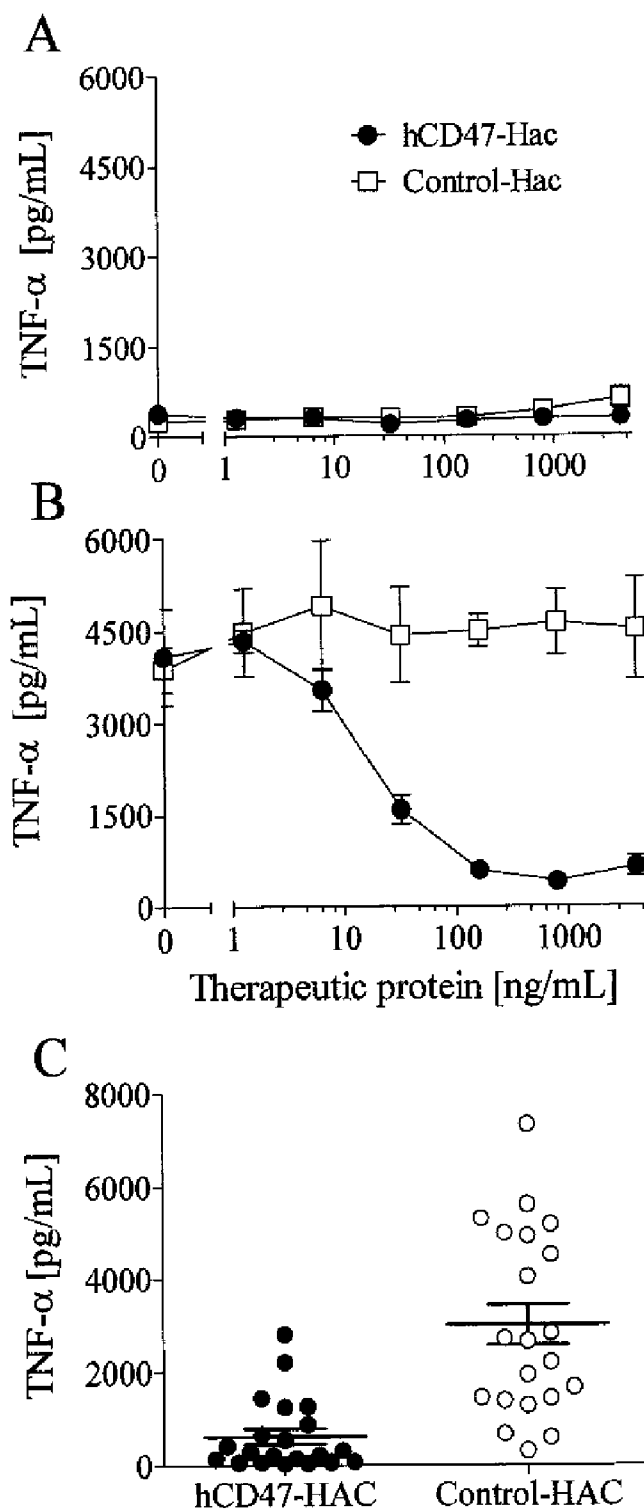 A
6000
4500
3000
1500
0
TNF-α [pg/mL]
hCD47-Hac
Control-Hac
0 1 10 100 1000
B
6000
4500
3000
1500
0
TNF-α [pg/mL]
0 1 10 100 1000
Therapeutic protein [ng/mL]
C
8000
6000
4000
2000
0
TNF-α [pg/mL]
hCD47-HAC Control-HAC